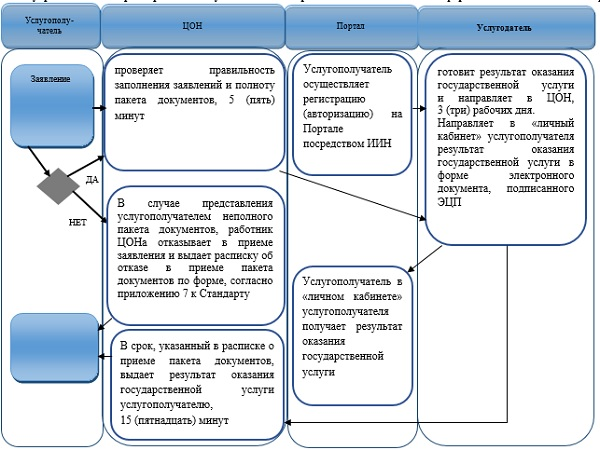 Услугополу-
чатель
ЦОН
Портал
Услугодатель
Заявление
ДА
НЕТ
проверяет правильность
заполнения заявлений и полноту
пакета документов, 5 (пять)
минут
В случае представления
услугополучателем неполного
пакета документов, работник
ЦОНа отказывает в приеме
заявления и выдает расписку об
отказе в приеме пакета
документов по форме, согласно
приложению 7 к Стандарту
В срок, указанный в расписке о
приеме пакета документов,
выдает результат оказания
государственной услуги
услугополучателю,
15 (пятнадцать) минут
Услугополучатель
осуществляет
регистрацию
(авторизацию) на
Портале
посредством ИИН
Услугополучатель в
«личном кабинете»
услугополучателя
получает результат
оказания
государственной
услуги
готовит результат оказания
государственной услуги
и направляет в ЦОН,
3 (три) рабочих дня.
Направляет в «личный
кабинет» услугополучателя
результат оказания
государственной услуги в
форме электронного
документа, подписанного
ЭЦП